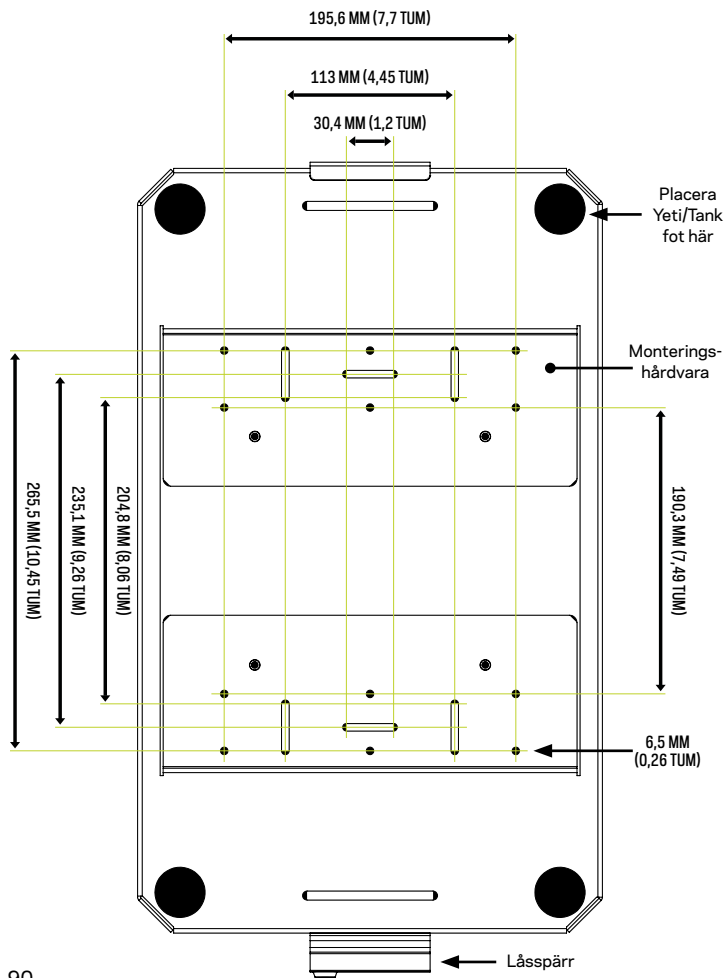 195,6 MM (7,7 TUM)
113 MM (4,45 TUM)
30,4 MM (1,2 TUM)
Placera
Yeti/Tank
fot här
Monterings-
hårdvara
265,5 MM (10,45 TUM)
235,1 MM (9,26 TUM)
204,8 MM (8,06 TUM)
190,3 MM (7,49 TUM)
6,5 MM
(0,26 TUM)
Låsspärr
90